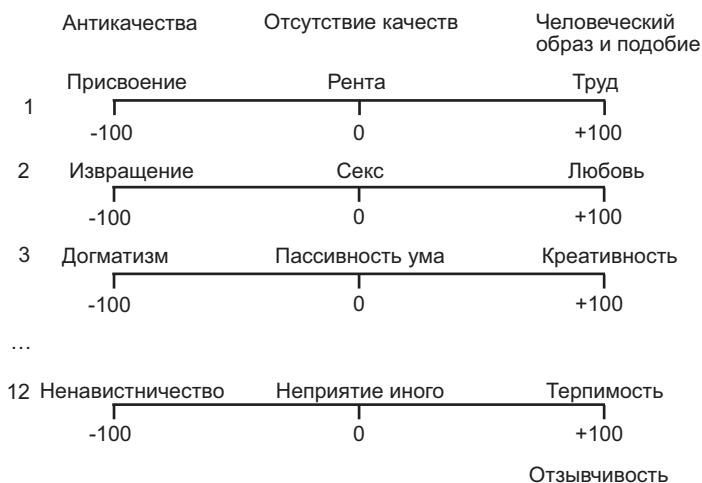 Антикачества Отсутствие качеств Человеческий
образ и подобие
Присвоение Рента Труд
1
-100 0 +100
2 Извращение Секс Любовь
-100 0 +100
3 Догматизм Пассивность ума Креативность
-100 0 +100
...
12 Ненавистничество Неприятие иного Терпимость
-100 0 +100
Отзывчивость